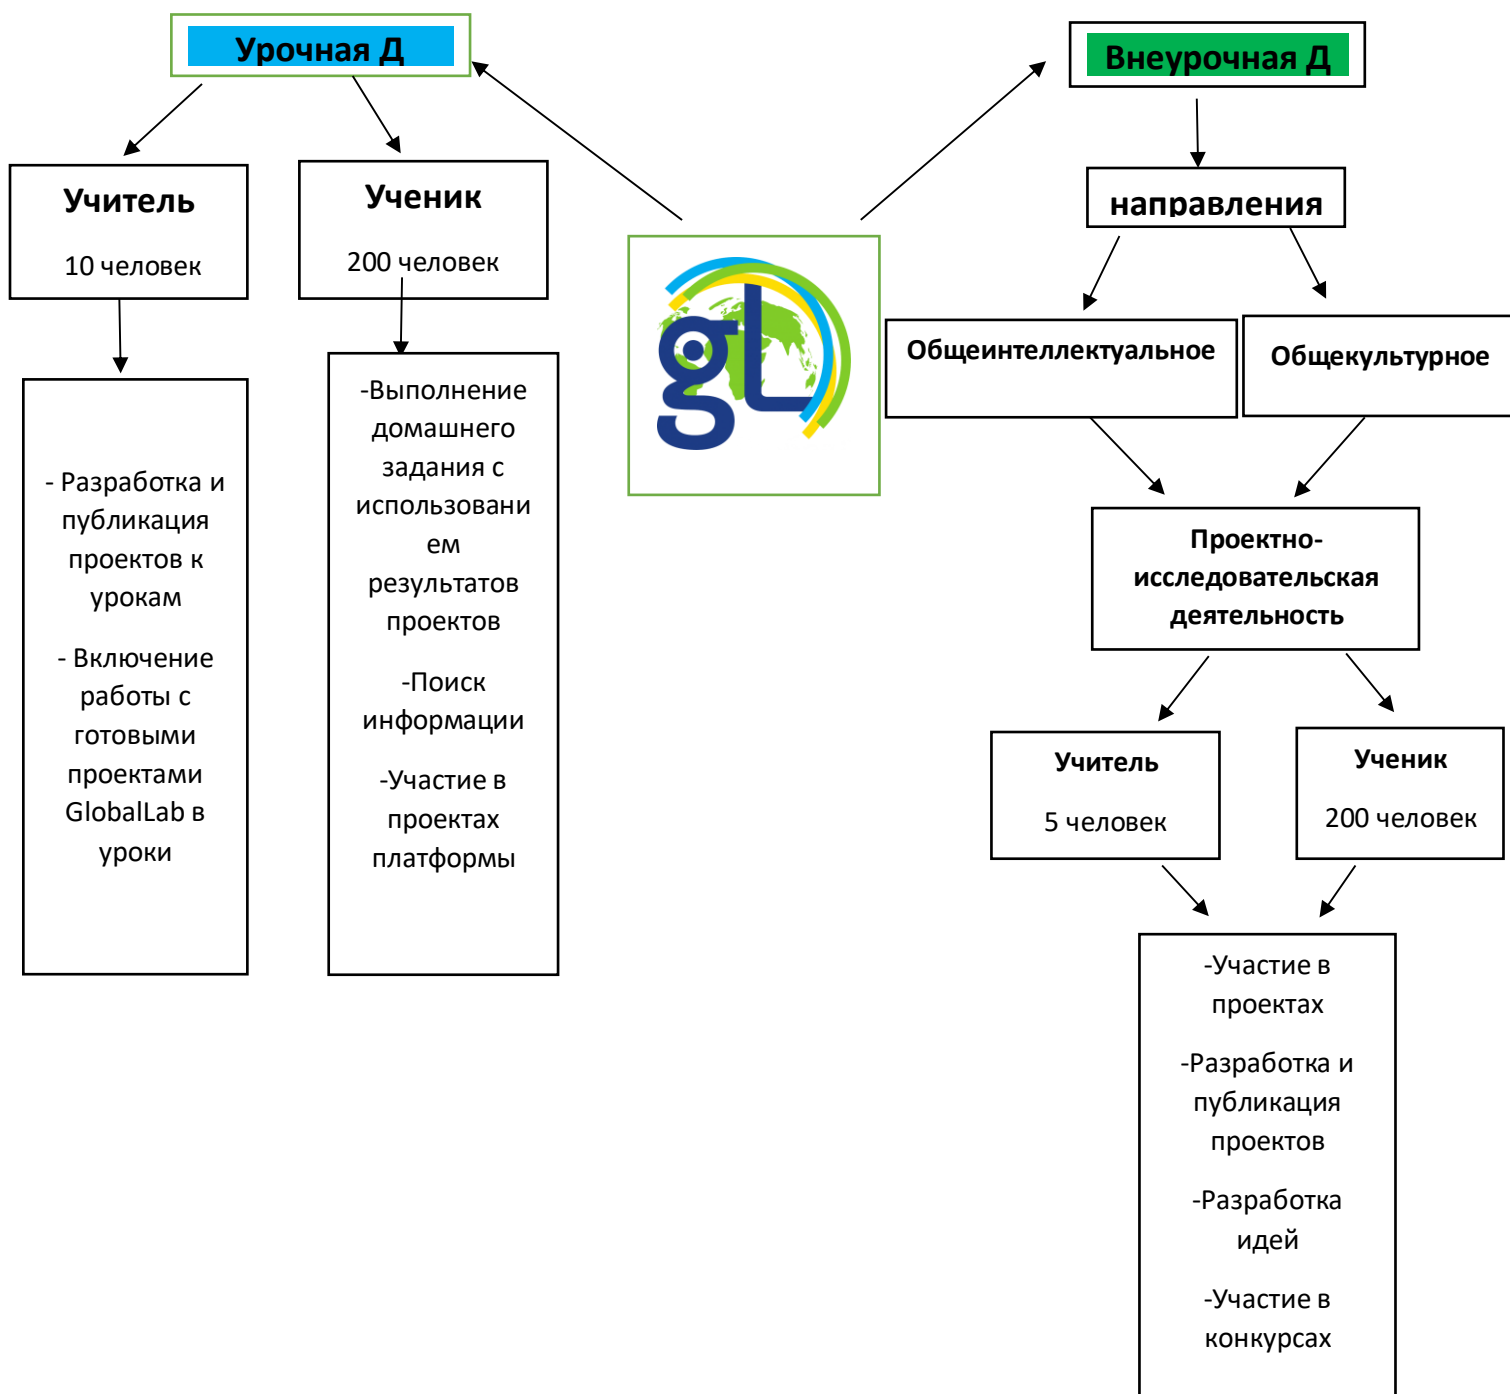 Урочная Д
Внеурочная Д
Учитель
10 человек
Ученик
200 человек
направления
gL
Общеинтеллектуальное
Общекультурное
- Разработка и
публикация
проектов к
урокам
- Включение
работы с
готовыми
проектами
GlobalLab в
уроки
-Выполнение
домашнего
задания с
использовани
ем
результатов
проектов
-Поиск
информации
-Участие в
проектах
платформы
Проектно-
исследовательская
деятельность
Учитель
5 человек
Ученик
200 человек
-Участие в
проектах
-Разработка и
публикация
проектов
-Разработка
идей
-Участие в
конкурсах